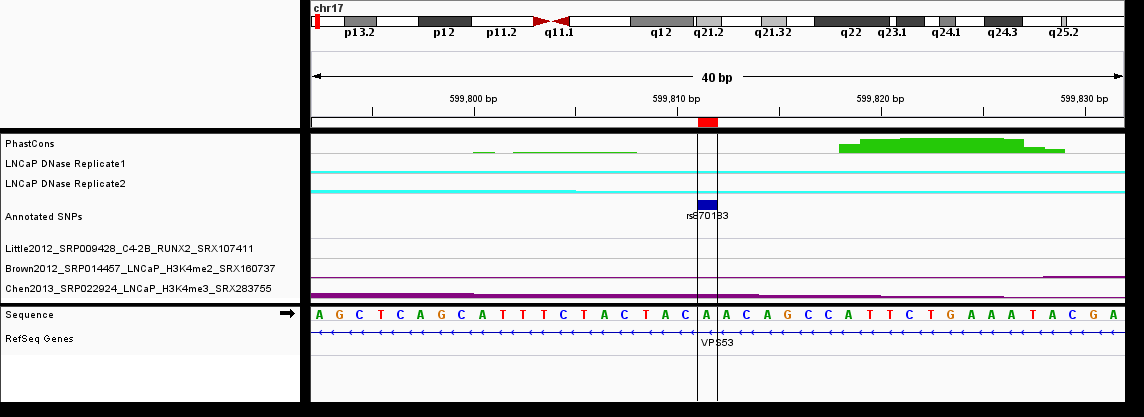 chr17
p13.2 p12 p11.2 q11.1 q12 q21.2 q21.32 q22 q23.1 q24.1 q24.3 q25.2
40 bp
599,800 bp 599,810 bp 599,820 bp 599,830 bp
PhastCons
LNCaP DNase Replicate1
LNCaP DNase Replicate2
Annotated SNPs
rs870183
Little2012_SRP009428_C4-2B_RUNX2_SRX107411
Brown2012_SRP014457_LNCaP_H3K4me2_SRX160737
Chen2013_SRP022924_LNCaP_H3K4me3_SRX283755
Sequence A G C T C A G C A T T T C T A C T A C A A C A G C C A T T C T G A A A T A C G A
RefSeq Genes
VPS53